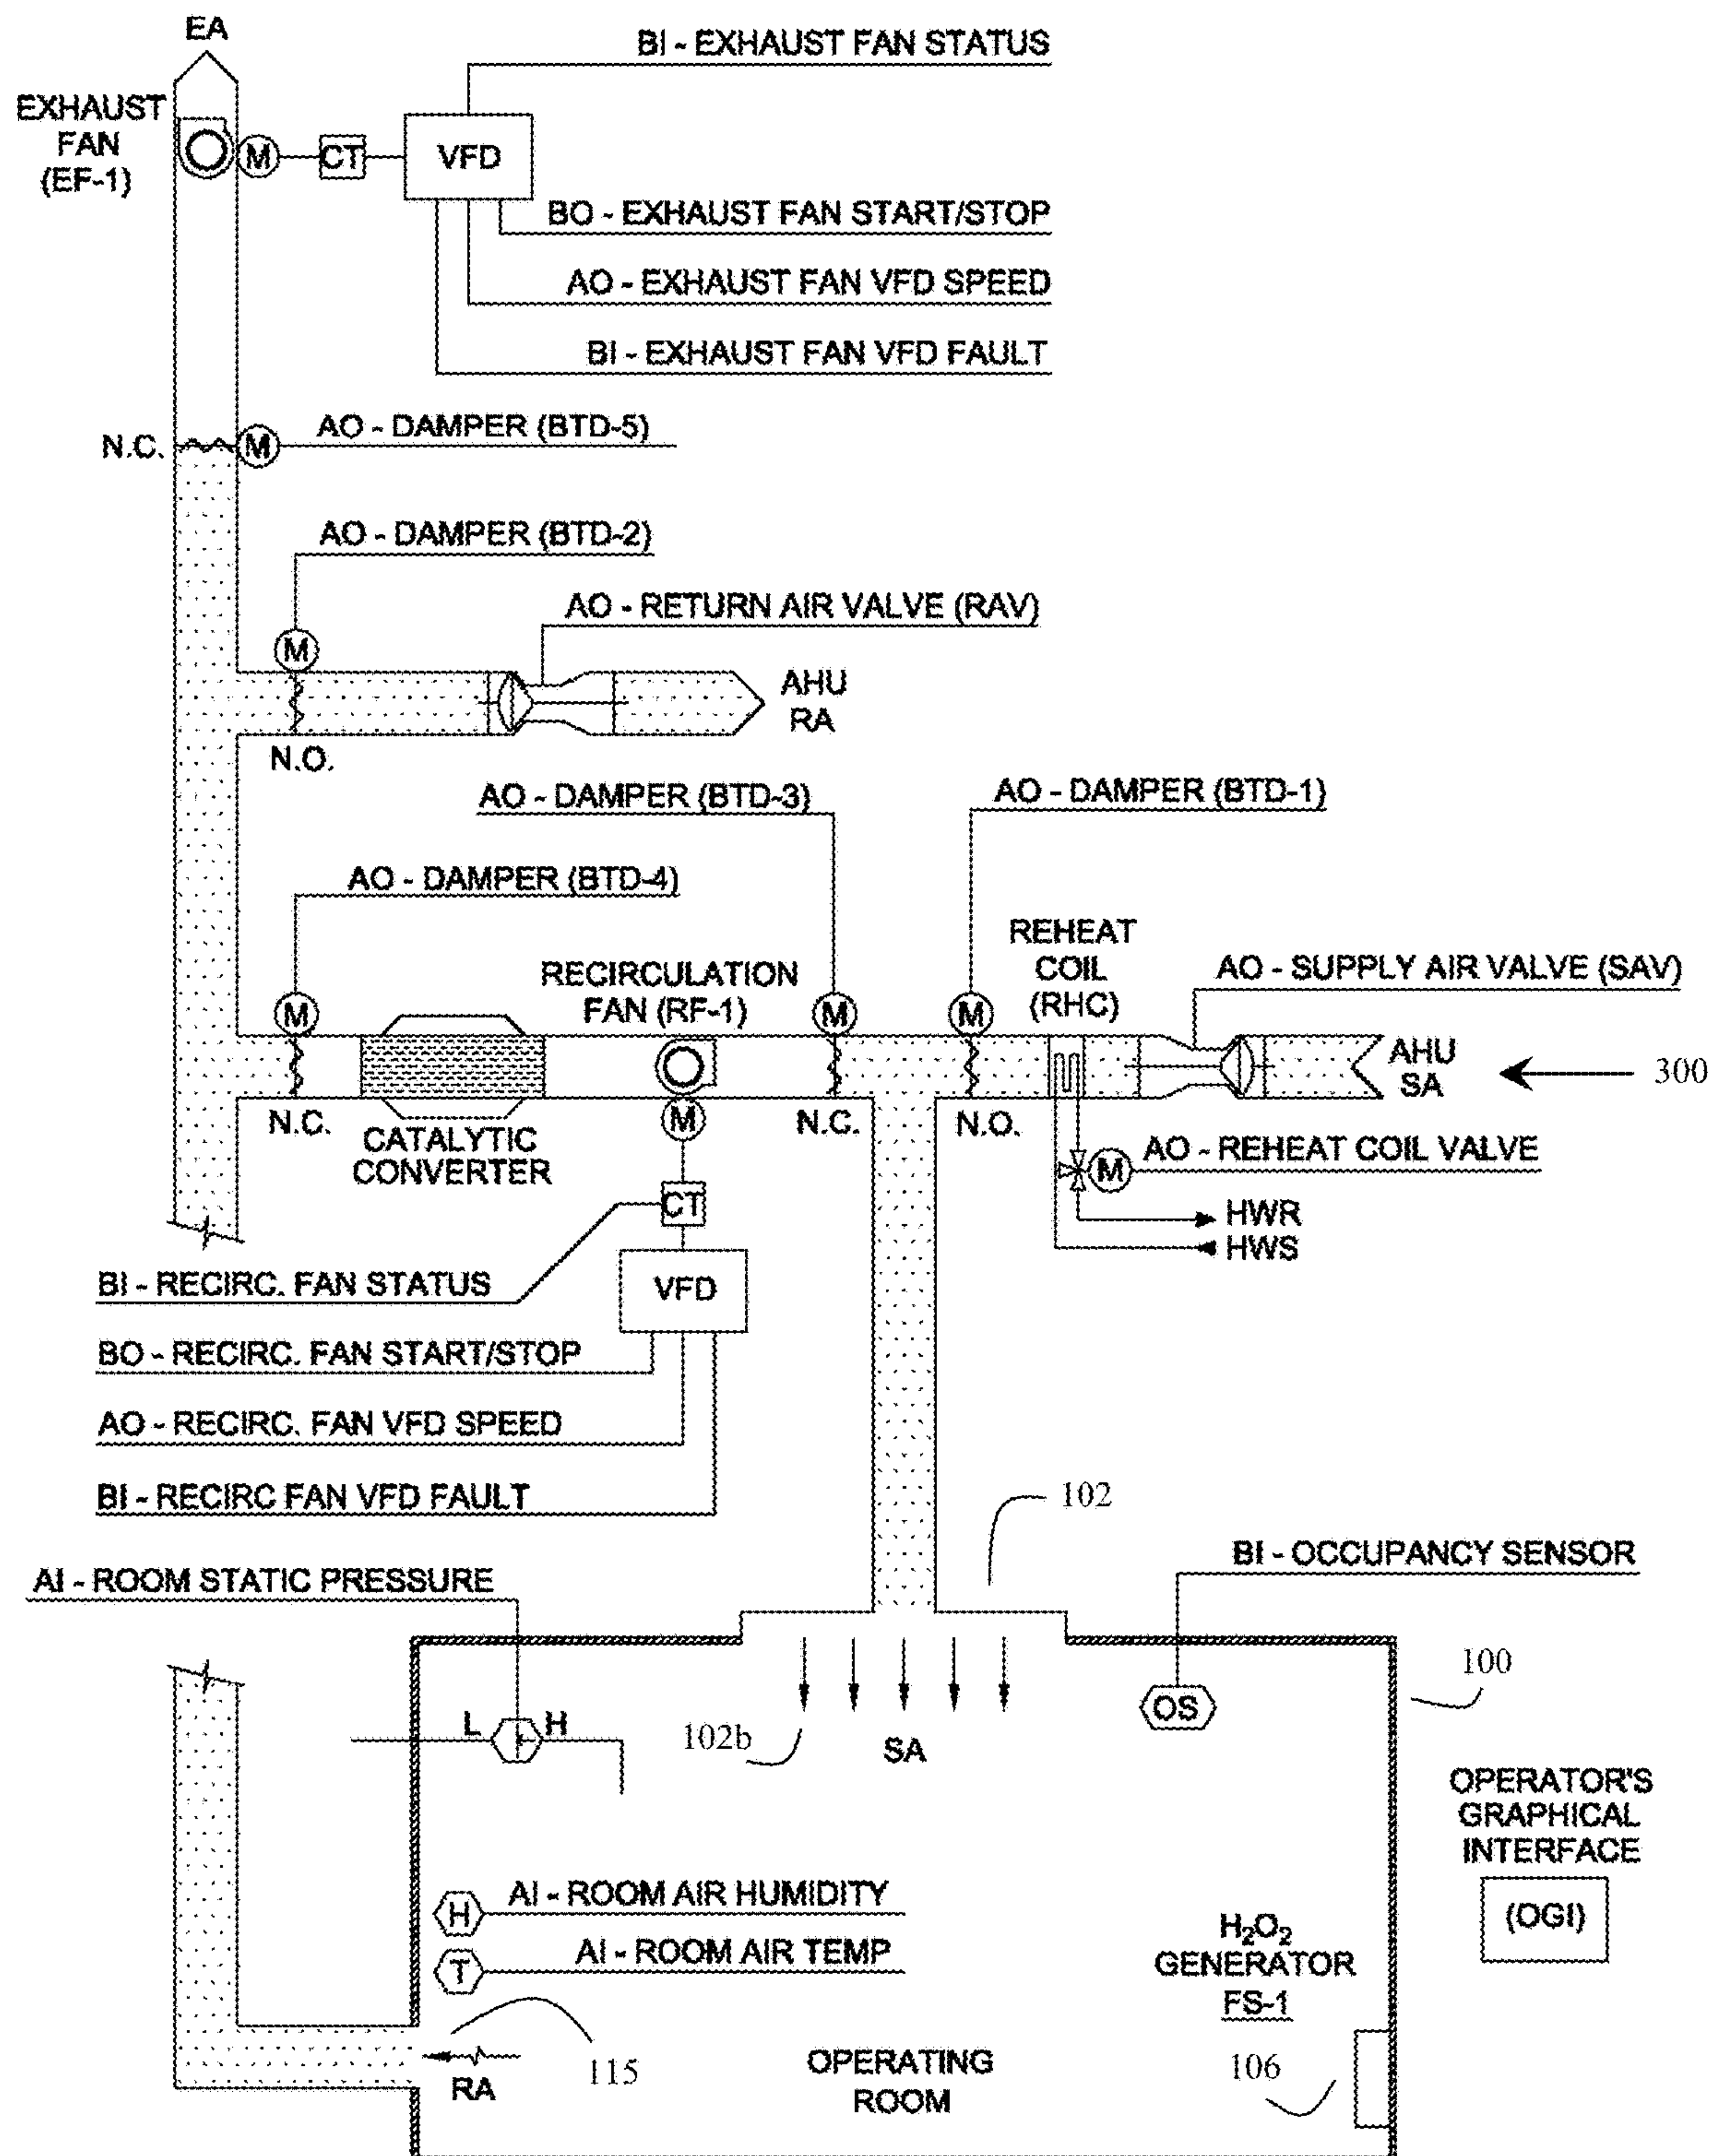 EA
BI - EXHAUST FAN STATUS
EXHAUST
FAN
(EF-1)
M
CT
VFD
BO - EXHAUST FAN START/STOP
AO - EXHAUST FAN VFD SPEED
BI - EXHAUST FAN VFD FAULT
N.C.
M
AO - DAMPER (BTD-5)
AO - DAMPER (BTD-2)
AO - RETURN AIR VALVE (RAV)
M
AHU
RA
N.O.
AO - DAMPER (BTD-3)
AO - DAMPER (BTD-1)
AO - DAMPER (BTD-4)
REHEAT
COIL
(RHC)
AO - SUPPLY AIR VALVE (SAV)
RECIRCULATION
FAN (RF-1)
M
M
M
AHU
SA
300
N.C.
M
N.C.
N.O.
CATALYTIC
CONVERTER
M
AO - REHEAT COIL VALVE
CT
HWR
HWS
BI - RECIRC. FAN STATUS
VFD
BO - RECIRC. FAN START/STOP
AO - RECIRC. FAN VFD SPEED
BI - RECIRC FAN VFD FAULT
102
BI - OCCUPANCY SENSOR
AI - ROOM STATIC PRESSURE
100
OS
L
H
102b
SA
OPERATOR'S
GRAPHICAL
INTERFACE
(OGI)
H
AI - ROOM AIR HUMIDITY
T
AI - ROOM AIR TEMP
H₂O₂
GENERATOR
FS-1
RA
115
OPERATING
ROOM
106